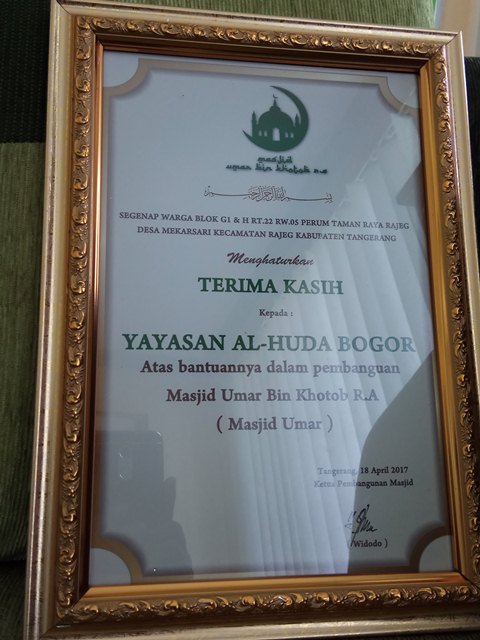 masjid
umar bin khotob r.a
بسم الله الرحمن الرحيم
SEGENAP WARGA BLOK G1 & H RT.22 RW.05 PERUM TAMAN RAYA RAJEG
DESA MEKARSARI KECAMATAN RAJEG KABUPATEN TANGERANG
Menghaturkan
TERIMA KASIH
Kepada :
YAYASAN AL-HUDA BOGOR
Atas bantuannya dalam pembanguan
Masjid Umar Bin Khotob R.A
( Masjid Umar )
Tangerang, 18 April 2017
Ketua Pembangunan Masjid
( Widodo )